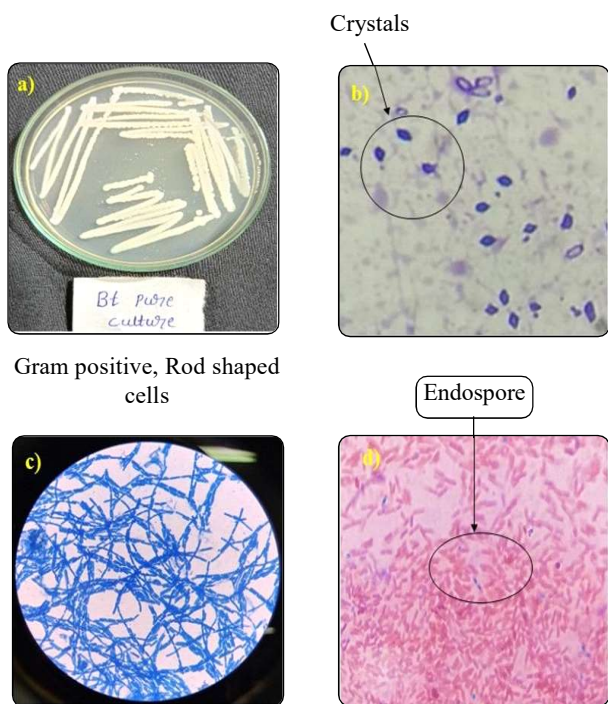 Crystals
a)
b)
Bt pure
culture
Gram positive, Rod shaped
cells
Endospore
c)
d)